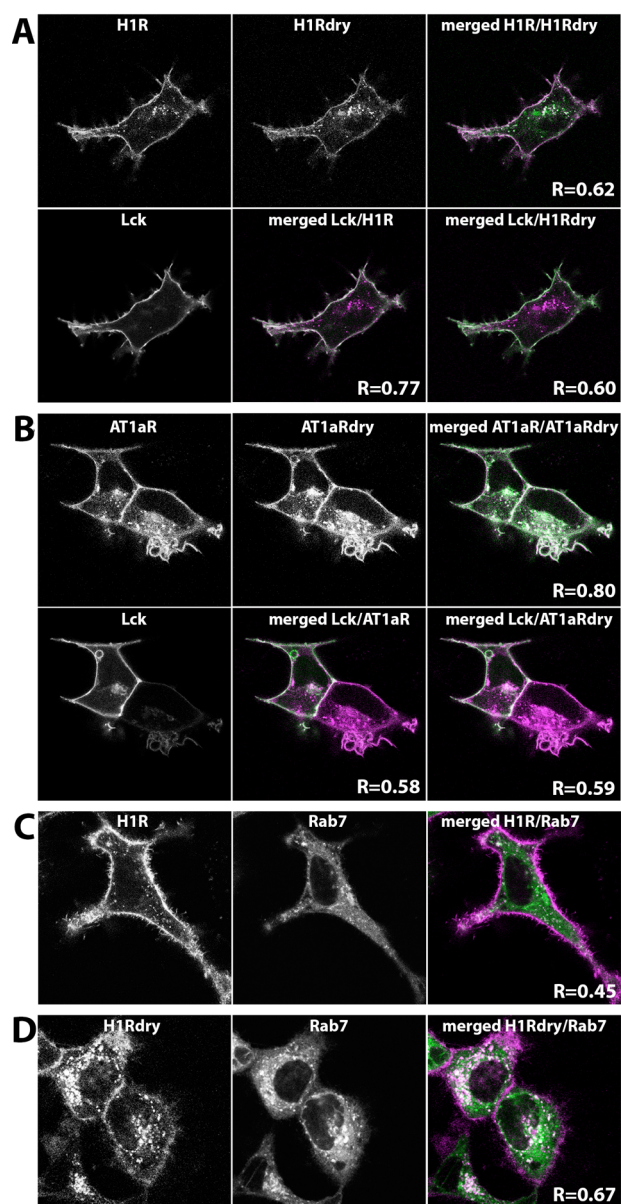 A
H1R
H1Rdry
merged H1R/H1Rdry
R=0.62
Lck
merged Lck/H1R
merged Lck/H1Rdry
R=0.77
R=0.60
B
AT1aR
AT1aRdry
merged AT1aR/AT1aRdry
R=0.80
Lck
merged Lck/AT1aR
merged Lck/AT1aRdry
R=0.58
R=0.59
C
H1R
Rab7
merged H1R/Rab7
R=0.45
D
H1Rdry
Rab7
merged H1Rdry/Rab7
R=0.67